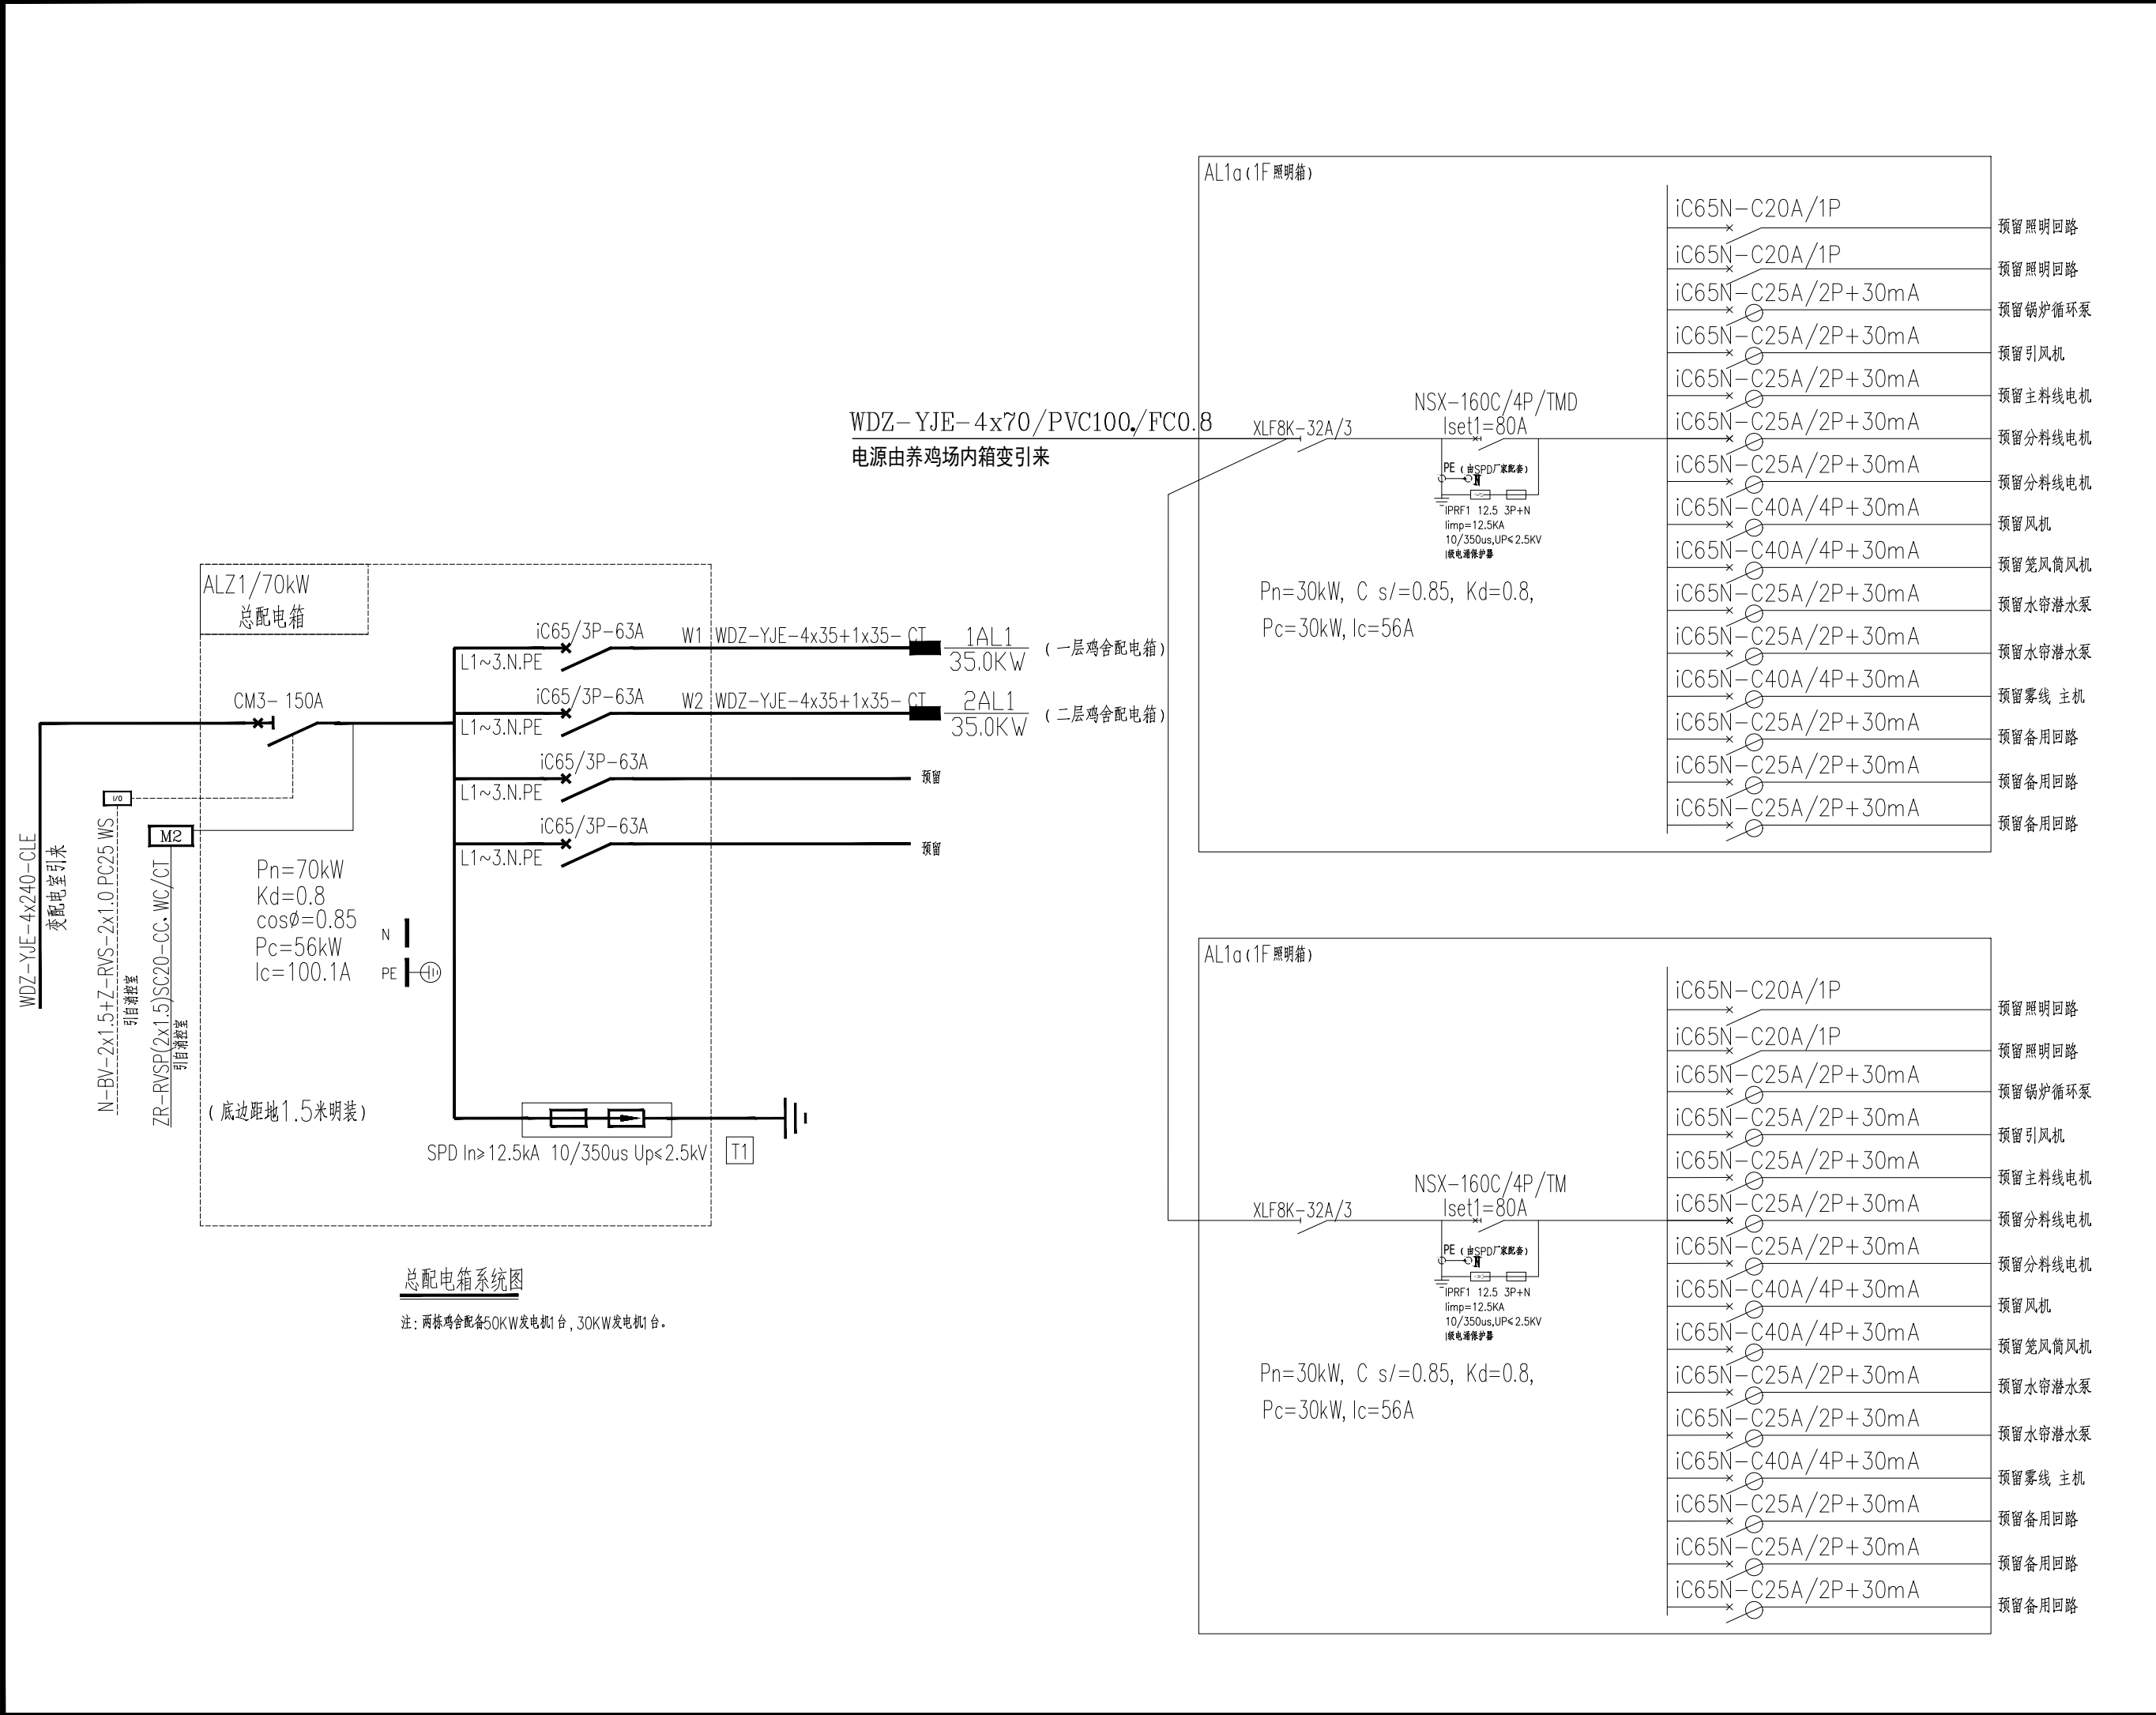 ALZ1/70kW
总配电箱
CM3- 150A
I/O
M2
WDZ-YJE-4x240-CLE
变配电室引来
N-BV-2x1.5+Z-RVS-2x1.0 PC25 WS
引自消控室
ZR-RVSP(2x1.5)SC20-CC、WC/CT
引自消控室
Pn=70kW
Kd=0.8
cosø=0.85
Pc=56kW
Ic=100.1A
N
PE
(底边距地1.5米明装)
iC65/3P-63A
L1~3.N.PE
W1 WDZ-YJE-4x35+1x35- CT
1AL1
35.0KW
(一层鸡舍配电箱)
iC65/3P-63A
L1~3.N.PE
W2 WDZ-YJE-4x35+1x35- CT
2AL1
35.0KW
(二层鸡舍配电箱)
iC65/3P-63A
L1~3.N.PE
预留
iC65/3P-63A
L1~3.N.PE
预留
SPD In≥12.5kA 10/350us Up≤2.5kV
T1
总配电箱系统图
注：两栋鸡舍配备50KW发电机1台,30KW发电机1台。
WDZ-YJE-4x70/PVC100./FC0.8
电源由养鸡场内箱变引来
AL1a(1F照明箱)
XLF8K-32A/3
NSX-160C/4P/TMD
Iset1=80A
PE (由SPD厂家配套)
N
IPRF1 12.5 3P+N
Iimp=12.5KA
10/350us,UP≤2.5KV
I级电涌保护器
Pn=30kW, C s/=0.85, Kd=0.8,
Pc=30kW,Ic=56A
iC65N-C20A/1P
预留照明回路
iC65N-C20A/1P
预留照明回路
iC65N-C25A/2P+30mA
预留锅炉循环泵
iC65N-C25A/2P+30mA
预留引风机
iC65N-C25A/2P+30mA
预留主料线电机
iC65N-C25A/2P+30mA
预留分料线电机
iC65N-C25A/2P+30mA
预留分料线电机
iC65N-C40A/4P+30mA
预留风机
iC65N-C40A/4P+30mA
预留笼风筒风机
iC65N-C25A/2P+30mA
预留水帘潜水泵
iC65N-C25A/2P+30mA
预留水帘潜水泵
iC65N-C40A/4P+30mA
预留雾线 主机
iC65N-C25A/2P+30mA
预留备用回路
iC65N-C25A/2P+30mA
预留备用回路
iC65N-C25A/2P+30mA
预留备用回路
AL1a(1F照明箱)
XLF8K-32A/3
NSX-160C/4P/TM
Iset1=80A
PE (由SPD厂家配套)
N
IPRF1 12.5 3P+N
Iimp=12.5KA
10/350us,UP≤2.5KV
I级电涌保护器
Pn=30kW, C s/=0.85, Kd=0.8,
Pc=30kW,Ic=56A
iC65N-C20A/1P
预留照明回路
iC65N-C20A/1P
预留照明回路
iC65N-C25A/2P+30mA
预留锅炉循环泵
iC65N-C25A/2P+30mA
预留引风机
iC65N-C25A/2P+30mA
预留主料线电机
iC65N-C25A/2P+30mA
预留分料线电机
iC65N-C25A/2P+30mA
预留分料线电机
iC65N-C40A/4P+30mA
预留风机
iC65N-C40A/4P+30mA
预留笼风筒风机
iC65N-C25A/2P+30mA
预留水帘潜水泵
iC65N-C25A/2P+30mA
预留水帘潜水泵
iC65N-C40A/4P+30mA
预留雾线 主机
iC65N-C25A/2P+30mA
预留备用回路
iC65N-C25A/2P+30mA
预留备用回路
iC65N-C25A/2P+30mA
预留备用回路